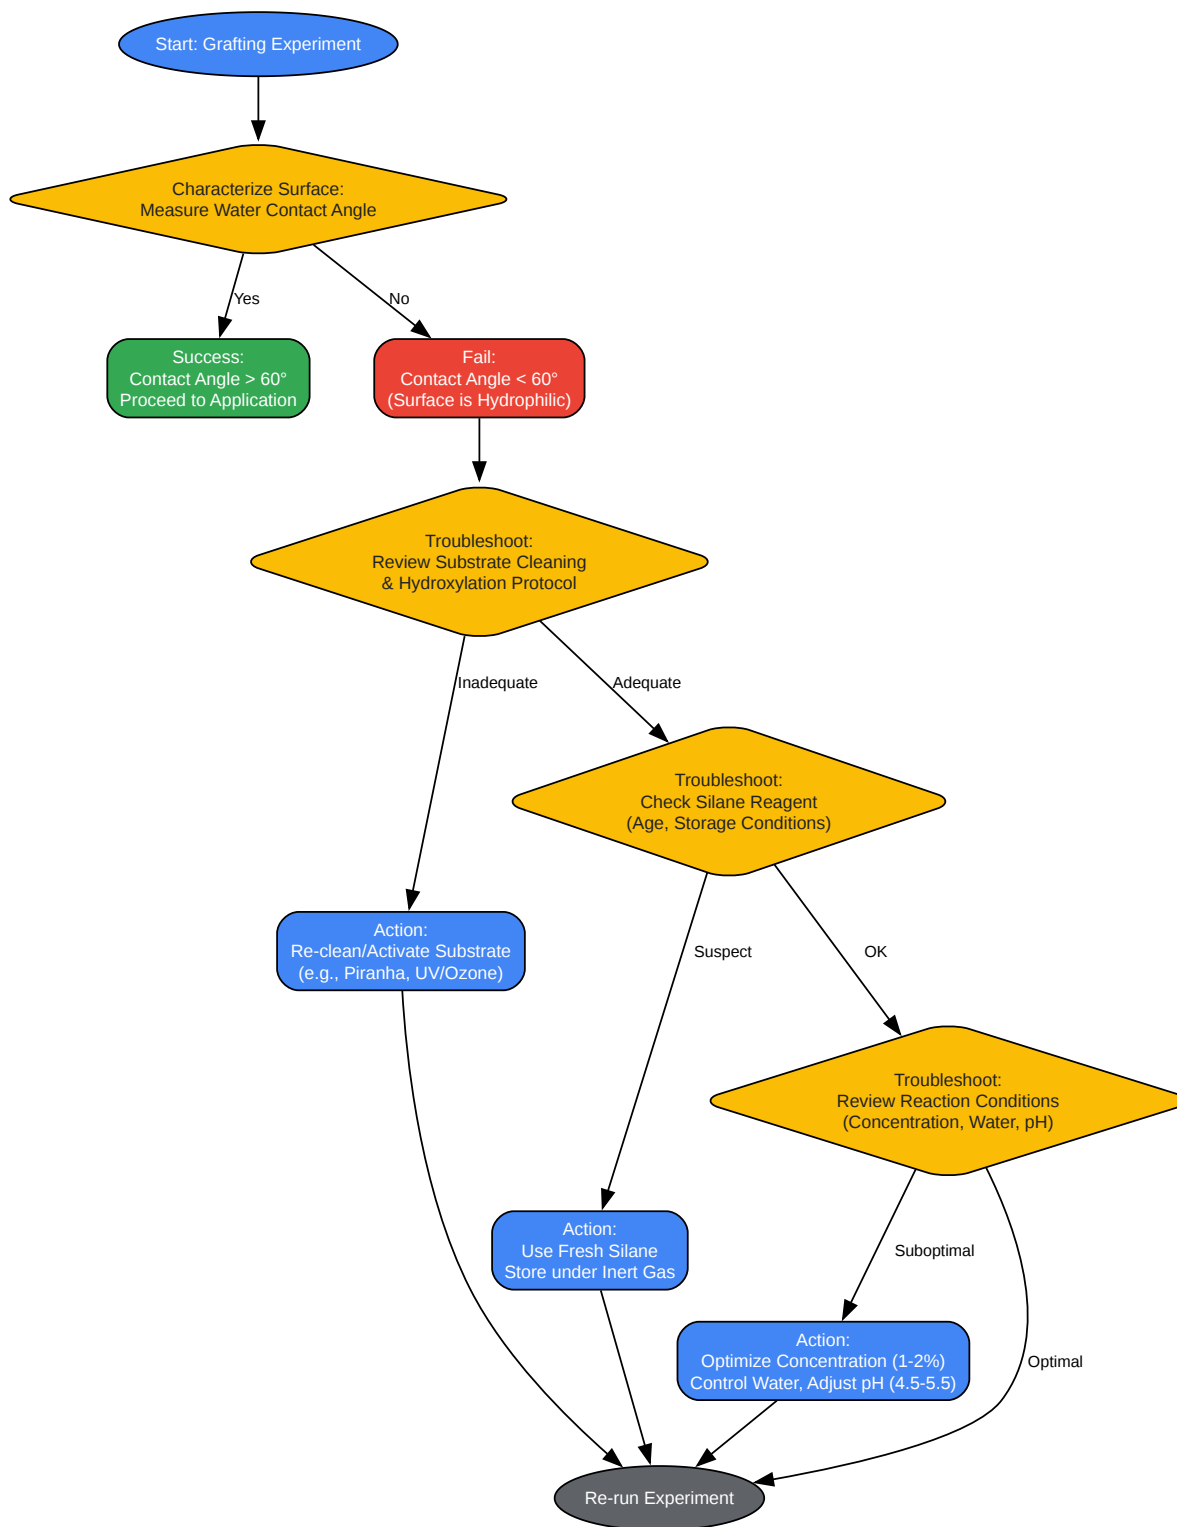 Start: Grafting Experiment
Characterize Surface:
Measure Water Contact Angle
Yes
No
Success:
Contact Angle > 60°
Proceed to Application
Fail:
Contact Angle < 60°
(Surface is Hydrophilic)
Troubleshoot:
Review Substrate Cleaning
& Hydroxylation Protocol
Inadequate
Adequate
Troubleshoot:
Check Silane Reagent
(Age, Storage Conditions)
Action:
Re-clean/Activate Substrate
(e.g., Piranha, UV/Ozone)
Suspect
OK
Troubleshoot:
Review Reaction Conditions
(Concentration, Water, pH)
Action:
Use Fresh Silane
Store under Inert Gas
Suboptimal
Action:
Optimize Concentration (1-2%)
Control Water, Adjust pH (4.5-5.5)
Optimal
Re-run Experiment